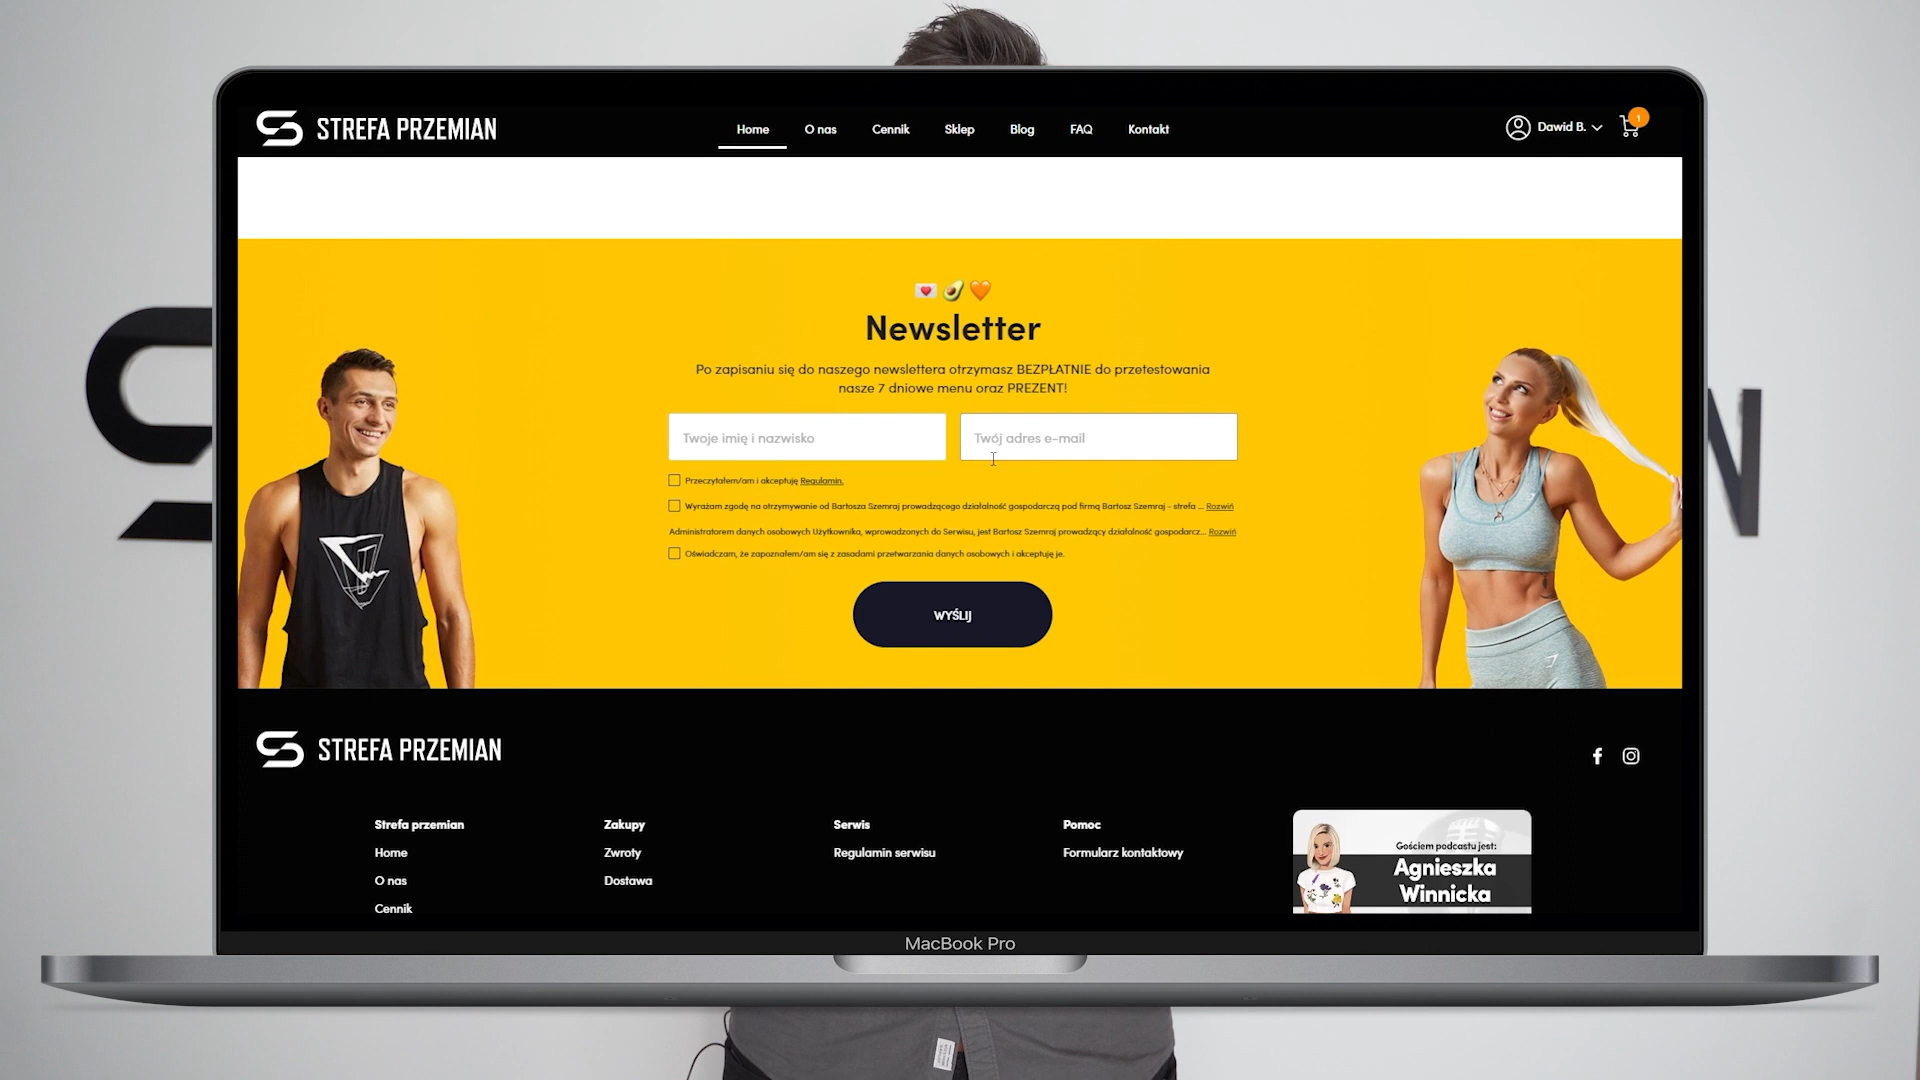 STREFA PRZEMIAN
Home
O nas
Cennik
Sklep
Blog
FAQ
Kontakt
Dawid B.
1
Newsletter
Po zapisaniu się do naszego newslettera otrzymasz BEZPŁATNIE do przetestowania
nasze 7 dniowe menu oraz PREZENT!
Twoje imię i nazwisko
Twój adres e-mail
Przeczytałem/am i akceptuję Regulamin.
Wyrażam zgodę na otrzymywanie od Bartosza Szemraj prowadzącego działalność gospodarczą pod firmą Bartosz Szemraj - strefa ... Rozwiń
Administratorem danych osobowych Użytkownika, wprowadzonych do Serwisu, jest Bartosz Szemraj prowadzący działalność gospodarcz... Rozwiń
Oświadczam, że zapoznałem/am się z zasadami przetwarzania danych osobowych i akceptuję je.
WYŚLIJ
STREFA PRZEMIAN
Strefa przemian
Home
O nas
Cennik
Zakupy
Zwroty
Dostawa
Serwis
Regulamin serwisu
Pomoc
Formularz kontaktowy
Gościem podcastu jest:
Agnieszka
Winnicka
MacBook Pro
N